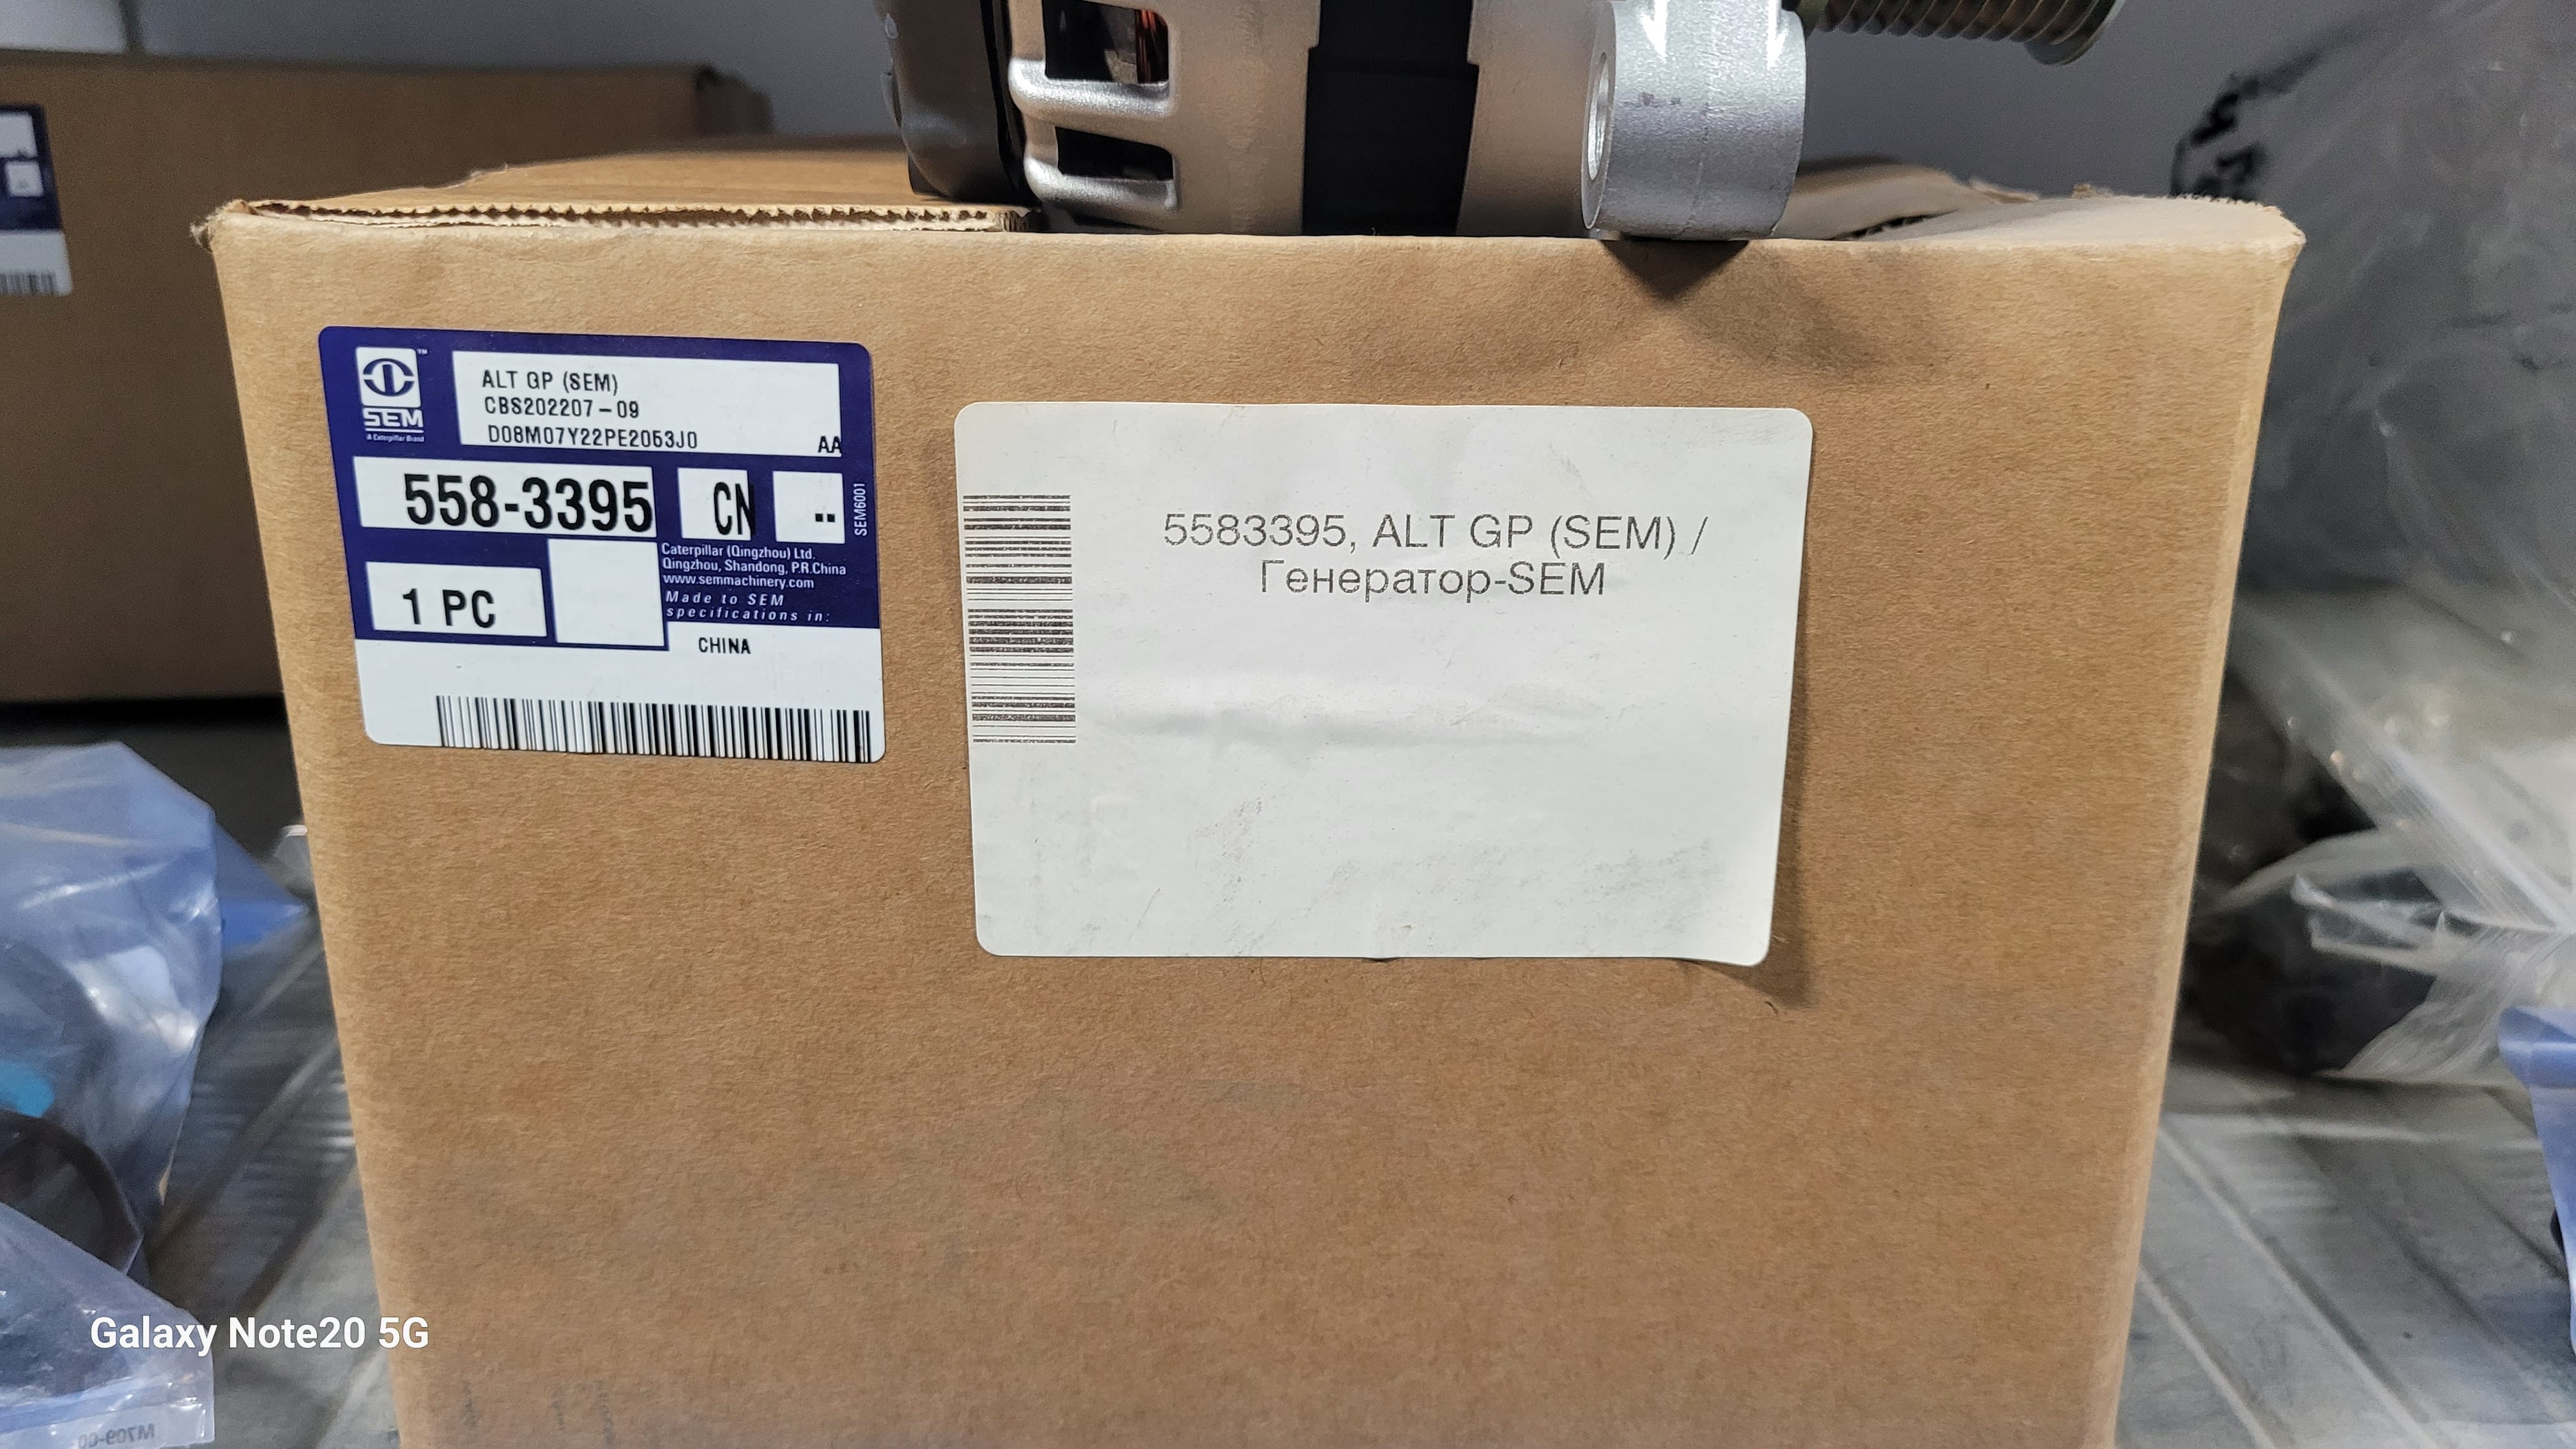 SEM
A Caterpillar Brand
ALT GP (SEM)
CBS202207-09
D08M07Y22PE2053J0
AA
558-3395
CN
..
SEM6001
1 PC
Caterpillar (Qingzhou) Ltd.
Qingzhou, Shandong, P.R.China
www.semmachinery.com
Made to SEM
specifications in:
CHINA
5583395, ALT GP (SEM) /
Генератор-SEM
Galaxy Note20 5G